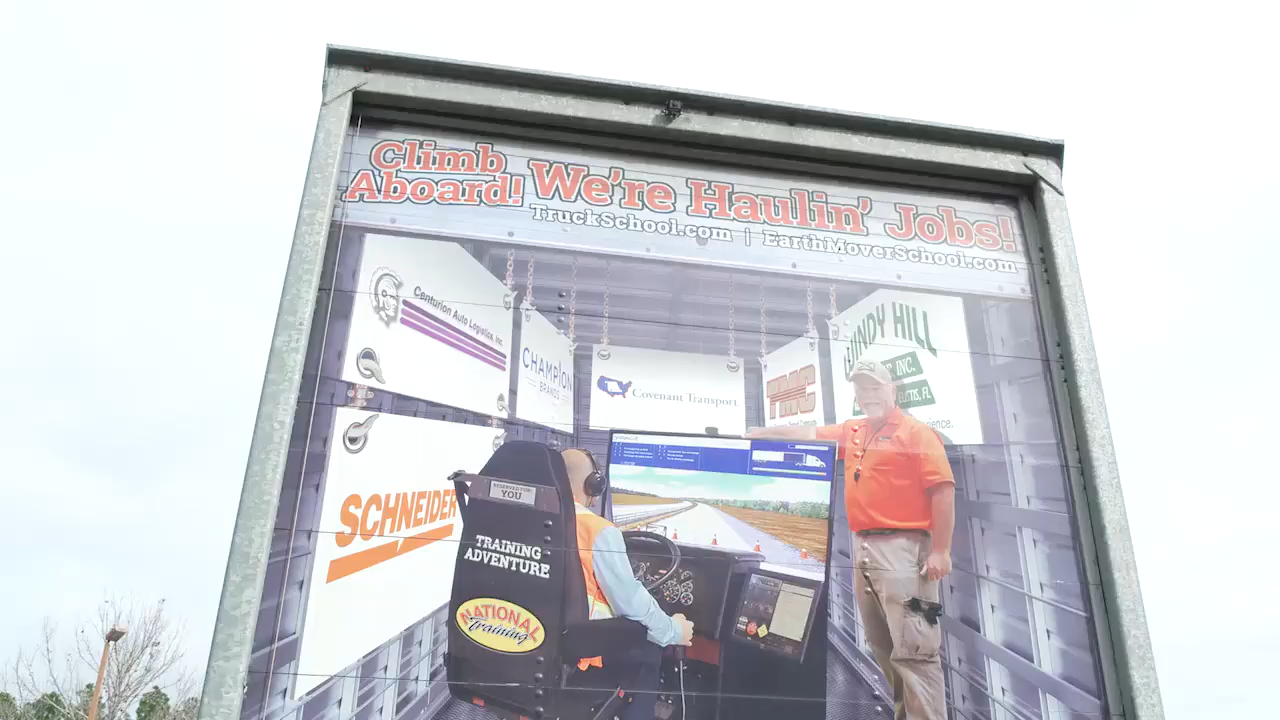 Climb
Aboard!
We're Haulin' Jobs!
TruckSchool.com | EarthMoverSchool.com
Centurion Auto Logistics, Inc.
CHAMPION
BRANDS
Covenant Transport.
TMC
WINDY HILL
INC.
SCHNEIDER
RESERVED FOR:
YOU
TRAINING
ADVENTURE
NATIONAL
Training